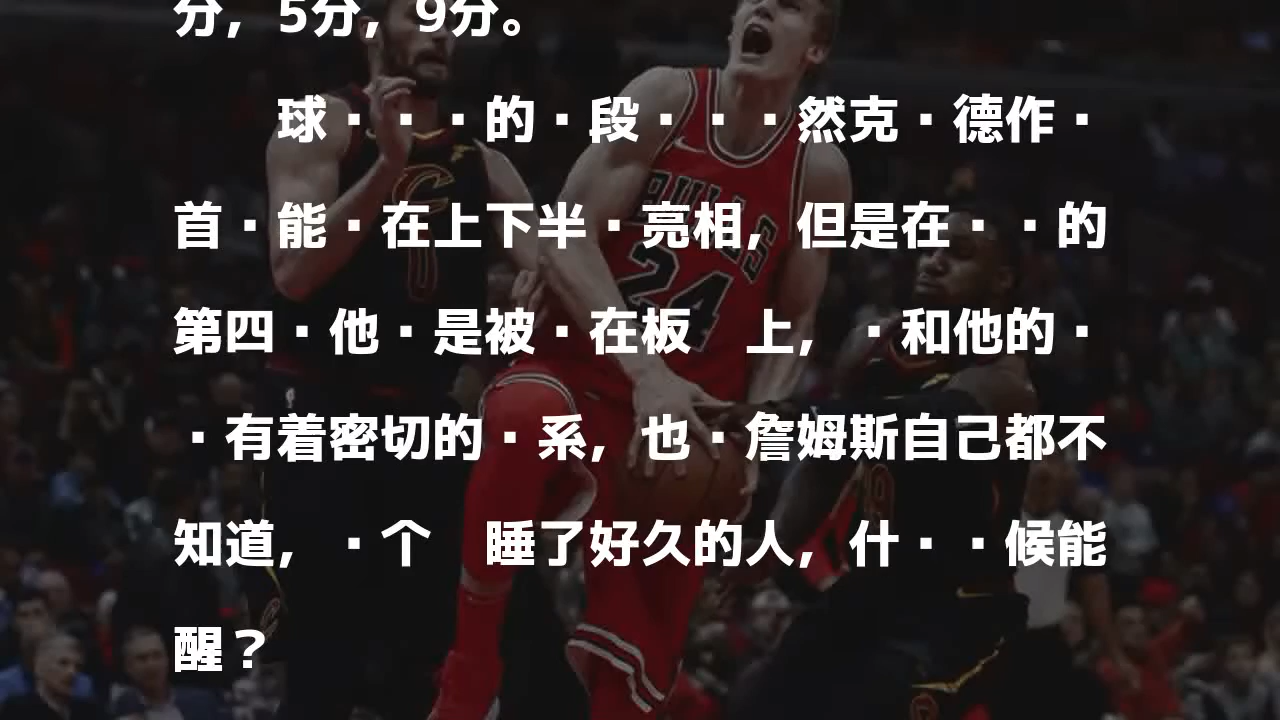 分，5分，9分。
球···的·段···然克·德作·
首·能·在上下半·亮相，但是在··的
第四·他·是被·在板　上，·和他的·
·有着密切的·系，也·詹姆斯自己都不
知道，·个　睡了好久的人，什··候能
醒？
BULLS
24